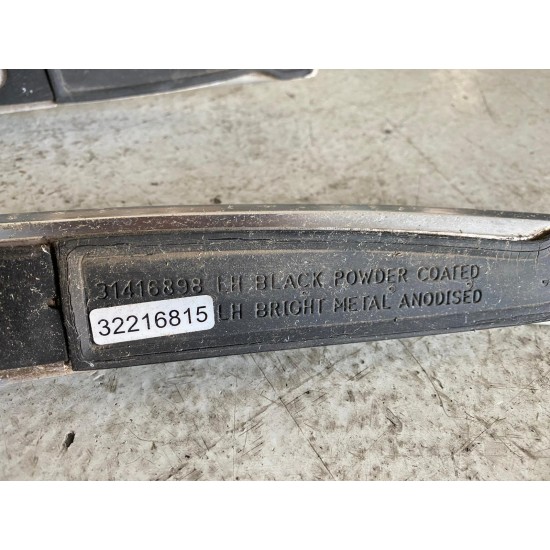 31416898 LH BLACK POWDER COATED
32216815 LH BRIGHT METAL ANODISED